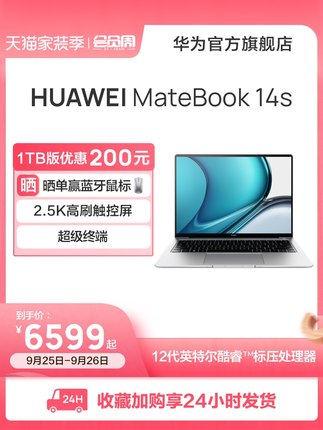 天猫家装季 会员周
华为官方旗舰店
HUAWEI MateBook 14s
1TB版优惠200元
晒 晒单赢蓝牙鼠标
2.5K高刷触控屏
超级终端
到手价：
¥6599起
9月25日-9月26日
12代英特尔酷睿™标压处理器
24H 收藏加购享24小时发货